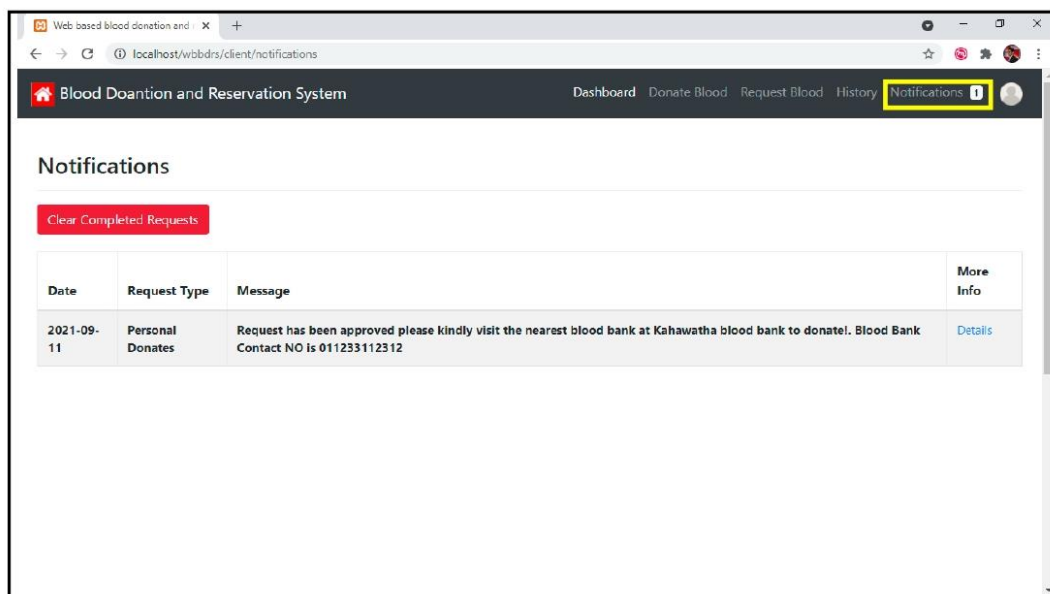 Web based blood donation and
localhost/wbbdrs/client/notifications
Blood Doantion and Reservation System
Dashboard Donate Blood Request Blood History Notifications 1
Notifications
Clear Completed Requests
More
Date Request Type Message Info
2021-09- Personal Request has been approved please kindly visit the nearest blood bank at Kahawatha blood bank to donate!. Blood Bank Details
11 Donates Contact NO is 011233112312